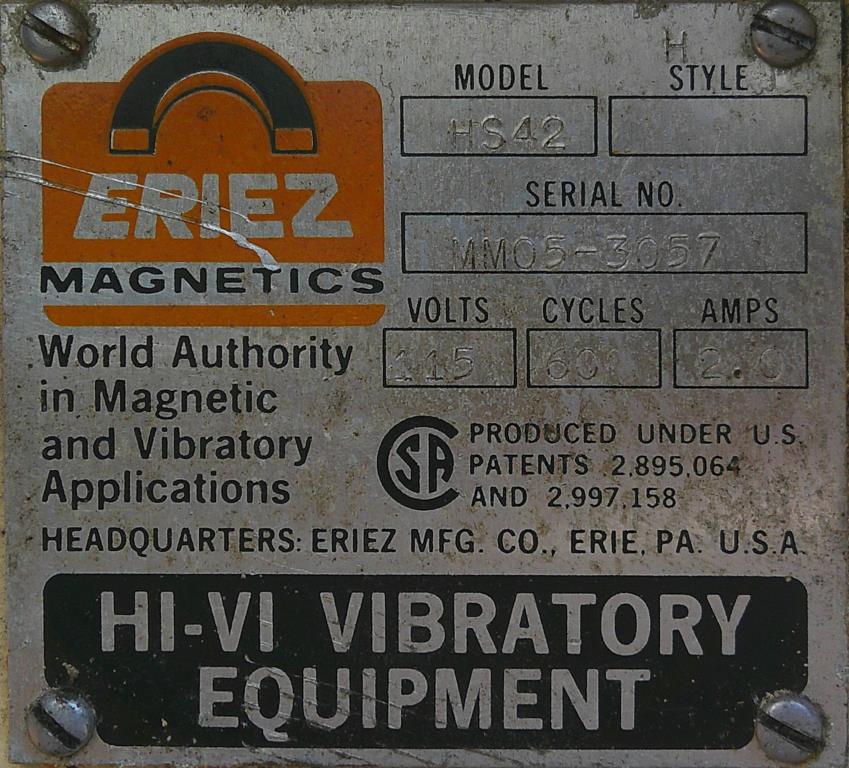 H
MODEL STYLE
HS42
ERIEZ
SERIAL NO.
MM05-3057
MAGNETICS
VOLTS CYCLES AMPS
115 60 2.0
World Authority
in Magnetic
and Vibratory
Applications
SA PRODUCED UNDER U.S.
PATENTS 2,895,064
AND 2,997,158
HEADQUARTERS: ERIEZ MFG. CO., ERIE, PA. U.S.A.
HI-VI VIBRATORY
EQUIPMENT